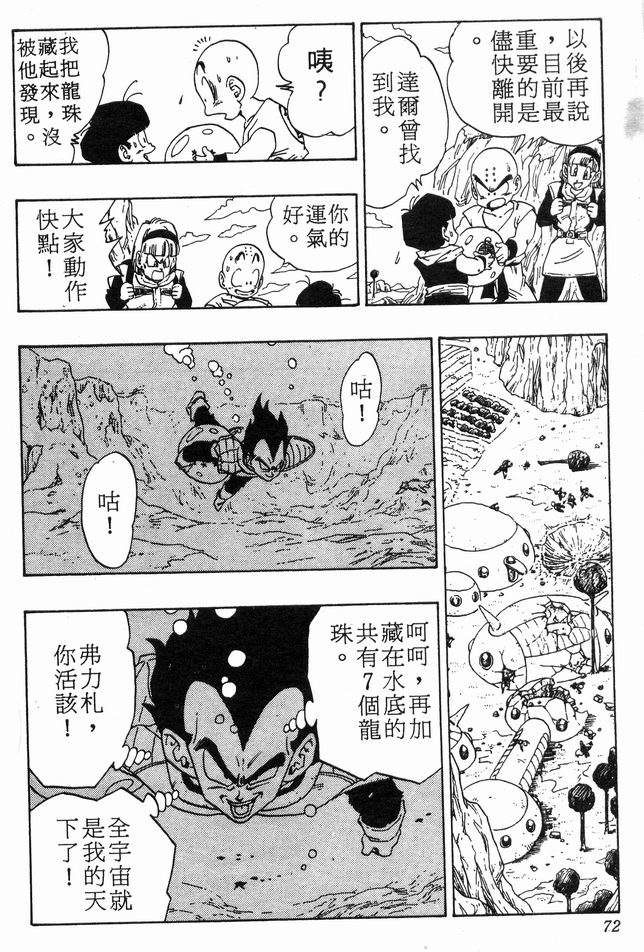 以後再說
，目前最
重要的是
儘快離開
。
達爾曾找
到我。
咦？
我把龍珠
藏起來，沒
被他發現。
你的
運氣
好。
大家動作
快點！
咕！
咕！
呵呵，再加
藏在水底的
共有7個龍
珠。
弗力札，
你活該！
全宇宙就
是我的天
下了！
72